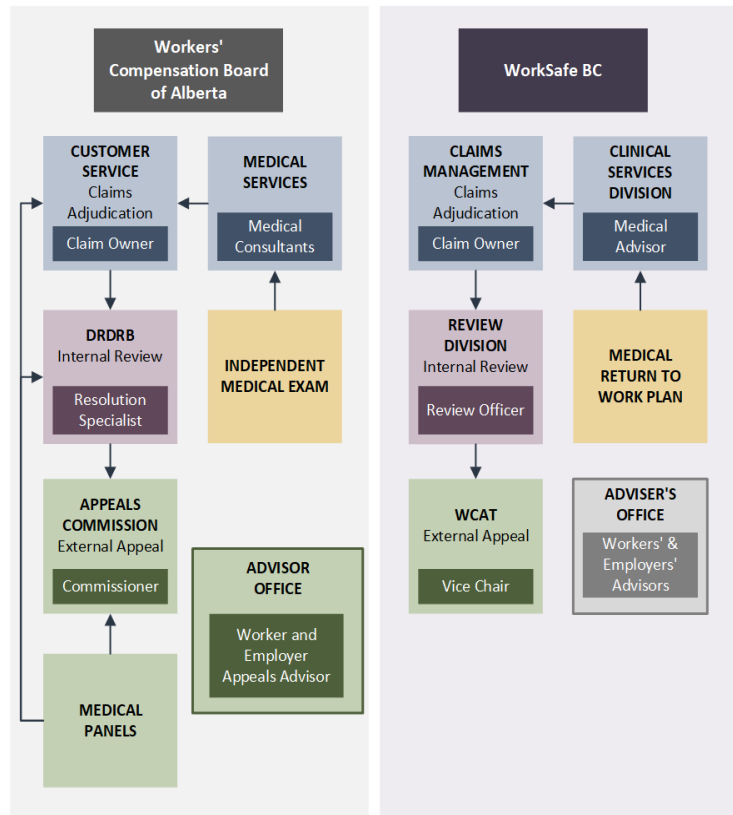 Workers'
Compensation Board
of Alberta
CUSTOMER
SERVICE
Claims
Adjudication
Claim Owner
MEDICAL
SERVICES
Medical
Consultants
DRDRB
Internal Review
Resolution
Specialist
INDEPENDENT
MEDICAL EXAM
APPEALS
COMMISSION
External Appeal
Commissioner
ADVISOR
OFFICE
Worker and
Employer
Appeals Advisor
MEDICAL
PANELS
WorkSafe BC
CLAIMS
MANAGEMENT
Claims
Adjudication
Claim Owner
CLINICAL
SERVICES
DIVISION
Medical
Advisor
REVIEW
DIVISION
Internal Review
Review Officer
MEDICAL
RETURN TO
WORK PLAN
WCAT
External Appeal
Vice Chair
ADVISER'S
OFFICE
Workers' &
Employers'
Advisors